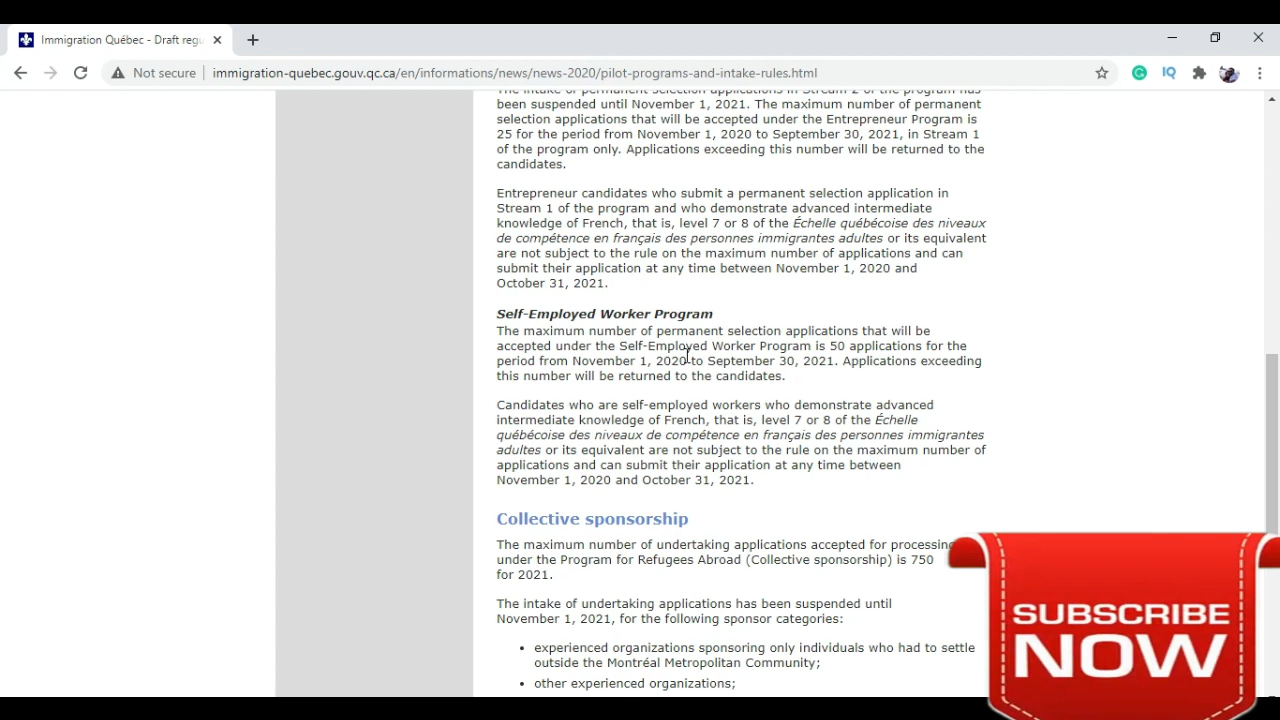 Immigration Québec - Draft regu
Not secure
immigration-quebec.gouv.qc.ca/en/informations/news/news-2020/pilot-programs-and-intake-rules.html
The intake of permanent selection applications in Stream 2 of the program has
been suspended until November 1, 2021. The maximum number of permanent
selection applications that will be accepted under the Entrepreneur Program is
25 for the period from November 1, 2020 to September 30, 2021, in Stream 1
of the program only. Applications exceeding this number will be returned to the
candidates.
Entrepreneur candidates who submit a permanent selection application in
Stream 1 of the program and who demonstrate advanced intermediate
knowledge of French, that is, level 7 or 8 of the Échelle québécoise des niveaux
de compétence en français des personnes immigrantes adultes or its equivalent
are not subject to the rule on the maximum number of applications and can
submit their application at any time between November 1, 2020 and
October 31, 2021.
Self-Employed Worker Program
The maximum number of permanent selection applications that will be
accepted under the Self-Employed Worker Program is 50 applications for the
period from November 1, 2020 to September 30, 2021. Applications exceeding
this number will be returned to the candidates.
Candidates who are self-employed workers who demonstrate advanced
intermediate knowledge of French, that is, level 7 or 8 of the Échelle
québécoise des niveaux de compétence en français des personnes immigrantes
adultes or its equivalent are not subject to the rule on the maximum number of
applications and can submit their application at any time between
November 1, 2020 and October 31, 2021.
Collective sponsorship
The maximum number of undertaking applications accepted for processing
under the Program for Refugees Abroad (Collective sponsorship) is 750
for 2021.
The intake of undertaking applications has been suspended until
November 1, 2021, for the following sponsor categories:
• experienced organizations sponsoring only individuals who had to settle
outside the Montréal Metropolitan Community;
• other experienced organizations;
SUBSCRIBE
NOW